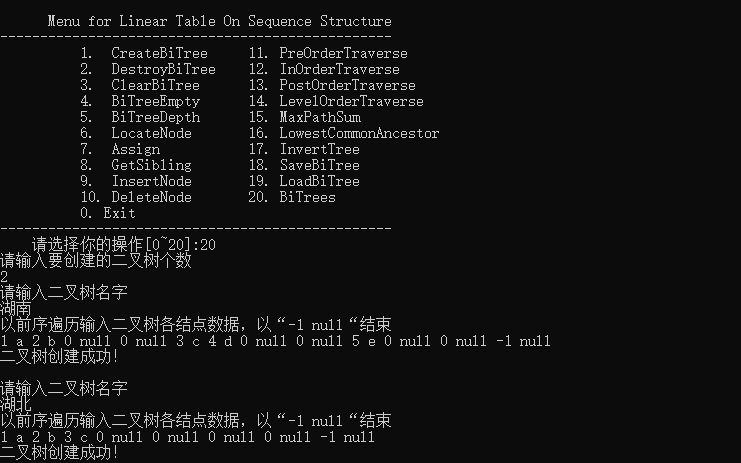 Menu for Linear Table On Sequence Structure
-------------------------------------------------
1. CreateBiTree 11. PreOrderTraverse
2. DestroyBiTree 12. InOrderTraverse
3. ClearBiTree 13. PostOrderTraverse
4. BiTreeEmpty 14. LevelOrderTraverse
5. BiTreeDepth 15. MaxPathSum
6. LocateNode 16. LowestCommonAncestor
7. Assign 17. InvertTree
8. GetSibling 18. SaveBiTree
9. InsertNode 19. LoadBiTree
10. DeleteNode 20. BiTrees
0. Exit
-------------------------------------------------
请选择你的操作[0~20]:20
请输入要创建的二叉树个数
2
请输入二叉树名字
湖南
以前序遍历输入二叉树各结点数据, 以“-1 null“结束
1 a 2 b 0 null 0 null 3 c 4 d 0 null 0 null 5 e 0 null 0 null -1 null
二叉树创建成功!
请输入二叉树名字
湖北
以前序遍历输入二叉树各结点数据, 以“-1 null“结束
1 a 2 b 3 c 0 null 0 null 0 null 0 null -1 null
二叉树创建成功!